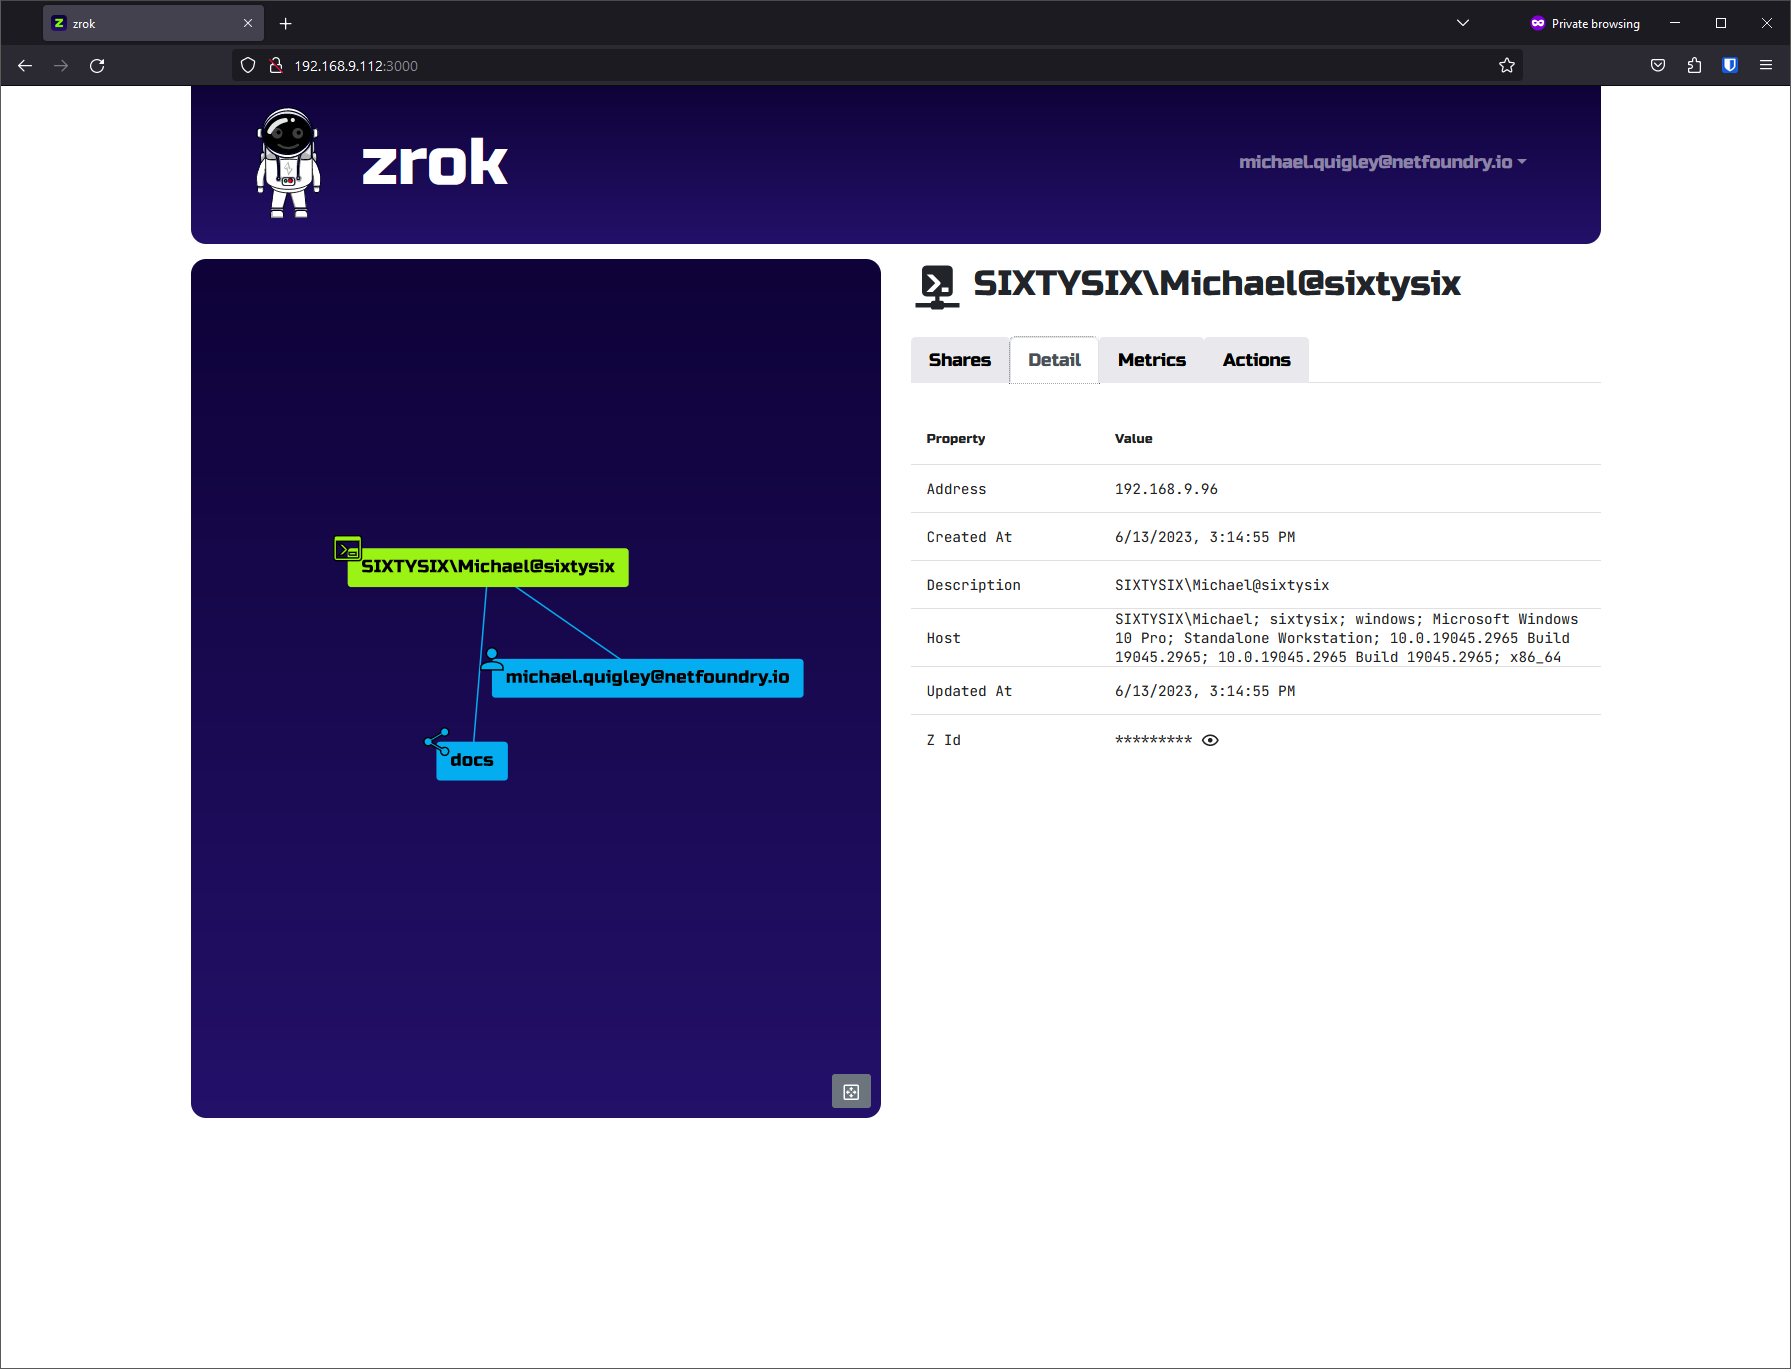 zrok
Private browsing
192.168.9.112:3000
zrok
michael.quigley@netfoundry.io
SIXTYSIX\Michael@sixtysix
michael.quigley@netfoundry.io
docs
SIXTYSIX\Michael@sixtysix
Shares Detail Metrics Actions
Property Value
Address 192.168.9.96
Created At 6/13/2023, 3:14:55 PM
Description SIXTYSIX\Michael@sixtysix
Host SIXTYSIX\Michael; sixtysix; windows; Microsoft Windows
10 Pro; Standalone Workstation; 10.0.19045.2965 Build
19045.2965; 10.0.19045.2965 Build 19045.2965; x86_64
Updated At 6/13/2023, 3:14:55 PM
Z Id *********